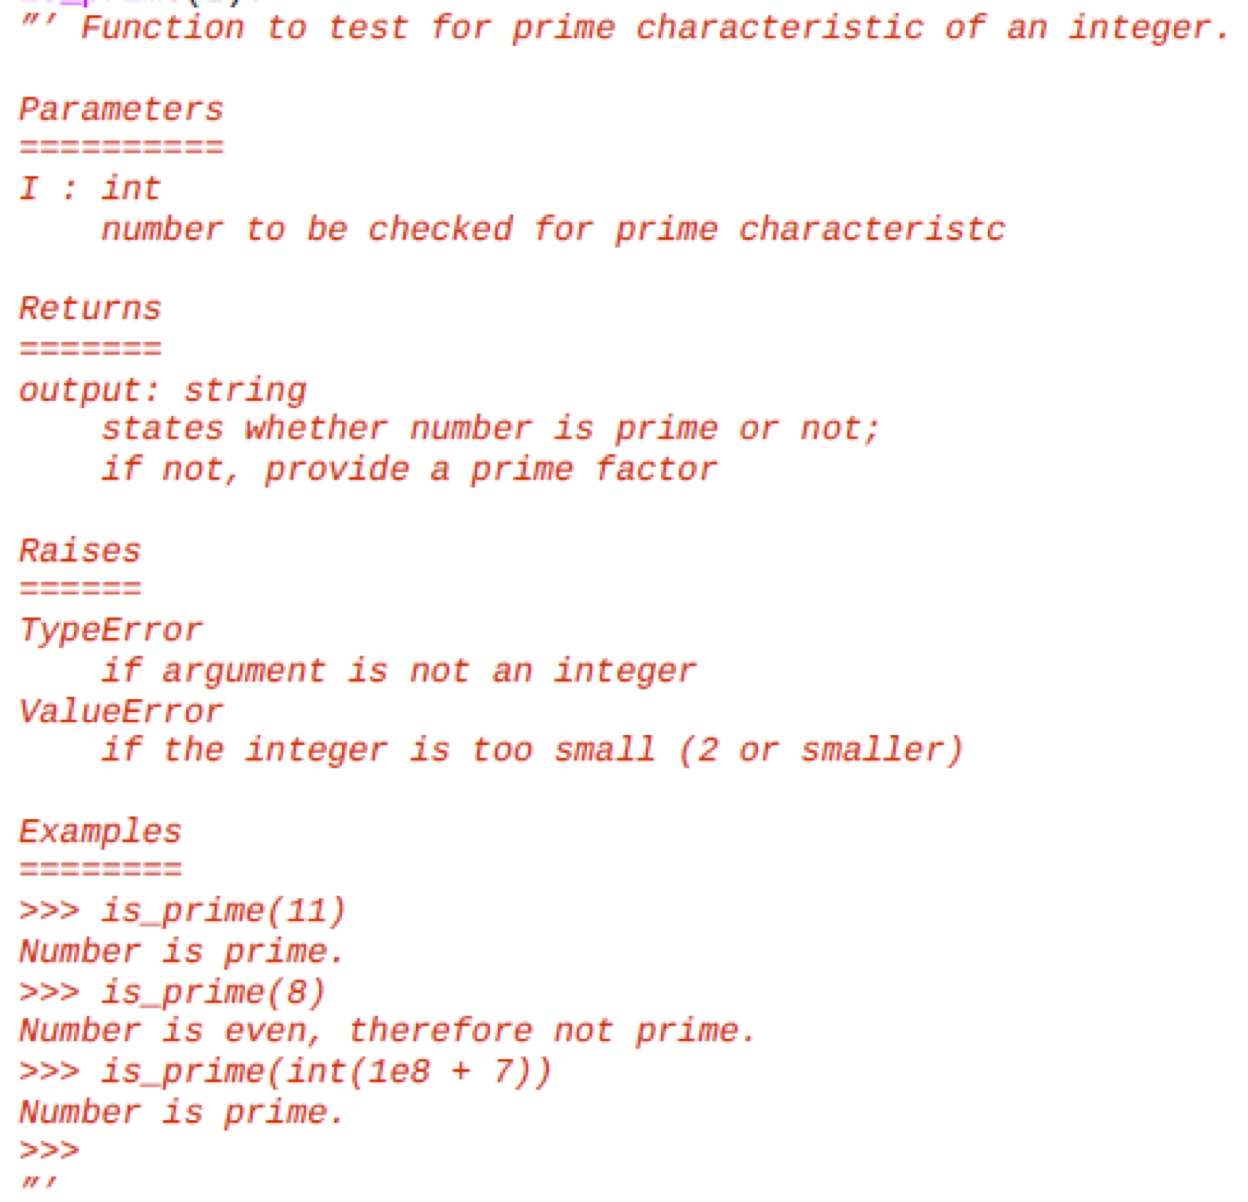 "' Function to test for prime characteristic of an integer.
Parameters
==========
I : int
    number to be checked for prime characteristc
Returns
=======
output: string
    states whether number is prime or not;
    if not, provide a prime factor
Raises
======
TypeError
    if argument is not an integer
ValueError
    if the integer is too small (2 or smaller)
Examples
========
>>> is_prime(11)
Number is prime.
>>> is_prime(8)
Number is even, therefore not prime.
>>> is_prime(int(1e8 + 7))
Number is prime.
>>>
"'